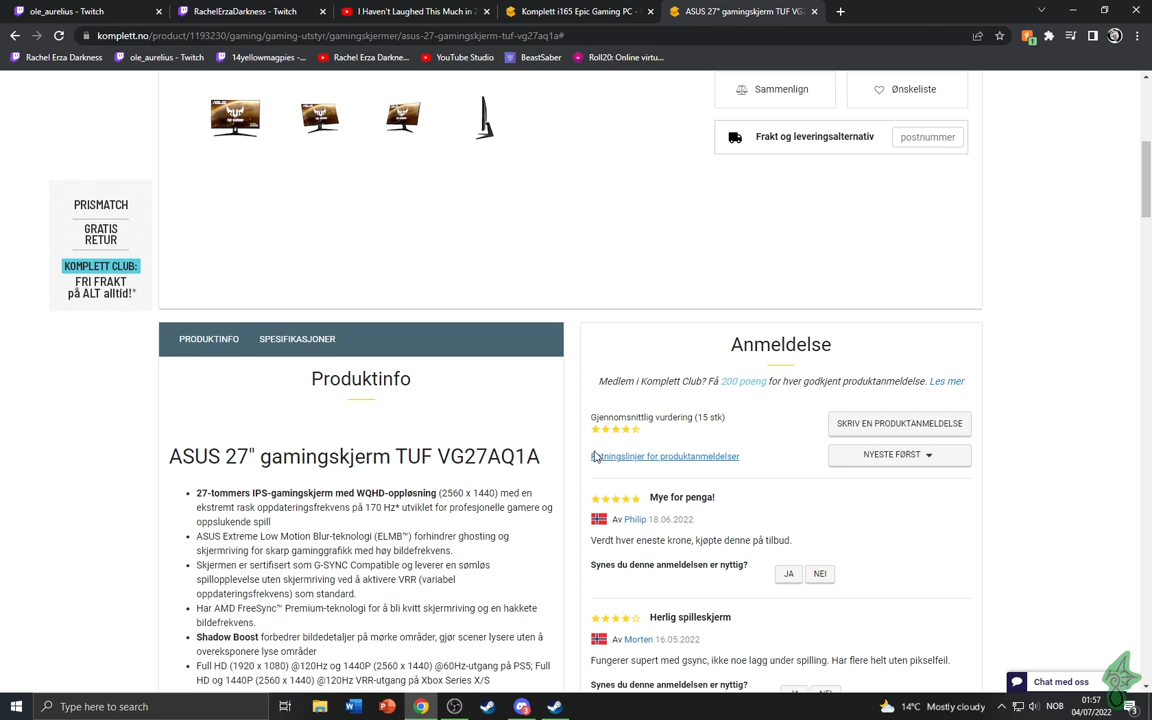 ole_aurelius - Twitch
RachelErzaDarkness - Twitch
I Haven't Laughed This Much in 2
Komplett i165 Epic Gaming PC -
ASUS 27" gamingskjerm TUF VG
komplett.no/product/1193230/gaming/gaming-utstyr/gamingskjermer/asus-27-gamingskjerm-tuf-vg27aq1a#
1
Rachel Erza Darkness
ole_aurelius - Twitch
14yellowmagpies -...
Rachel Erza Darkne...
YouTube Studio
BeastSaber
Roll20: Online virtu...
Sammenlign
Ønskeliste
Frakt og leveringsalternativ
postnummer
PRISMATCH
GRATIS
RETUR
KOMPLETT CLUB:
FRI FRAKT
på ALT alltid!*
PRODUKTINFO
SPESIFIKASJONER
Produktinfo
ASUS 27" gamingskjerm TUF VG27AQ1A
27-tommers IPS-gamingskjerm med WQHD-oppløsning (2560 x 1440) med en
ekstremt rask oppdateringsfrekvens på 170 Hz* utviklet for profesjonelle gamere og
oppslukende spill
ASUS Extreme Low Motion Blur-teknologi (ELMB™) forhindrer ghosting og
skjermriving for skarp gaminggrafikk med høy bildefrekvens.
Skjermen er sertifisert som G-SYNC Compatible og leverer en sømløs
spillopplevelse uten skjermriving ved å aktivere VRR (variabel
oppdateringsfrekvens) som standard.
Har AMD FreeSync™ Premium-teknologi for å bli kvitt skjermriving og en hakkete
bildefrekvens.
Shadow Boost forbedrer bildedetaljer på mørke områder, gjør scener lysere uten å
overeksponere lyse områder
Full HD (1920 x 1080) @120Hz og 1440P (2560 x 1440) @60Hz-utgang på PS5; Full
HD og 1440P (2560 x 1440) @120Hz VRR-utgang på Xbox Series X/S
Anmeldelse
Medlem i Komplett Club? Få 200 poeng for hver godkjent produktanmeldelse. Les mer
Gjennomsnittlig vurdering (15 stk)
SKRIV EN PRODUKTANMELDELSE
Retningslinjer for produktanmeldelser
NYESTE FØRST
Mye for penga!
Av Philip 18.06.2022
Verdt hver eneste krone, kjøpte denne på tilbud.
Synes du denne anmeldelsen er nyttig?
JA
NEI
Herlig spilleskjerm
Av Morten 16.05.2022
Fungerer supert med gsync, ikke noe lagg under spilling. Har flere helt uten pikselfeil.
Synes du denne anmeldelsen er nyttig?
JA
NEI
Chat med oss
Type here to search
14°C Mostly cloudy
NOB
01:57
04/07/2022
3